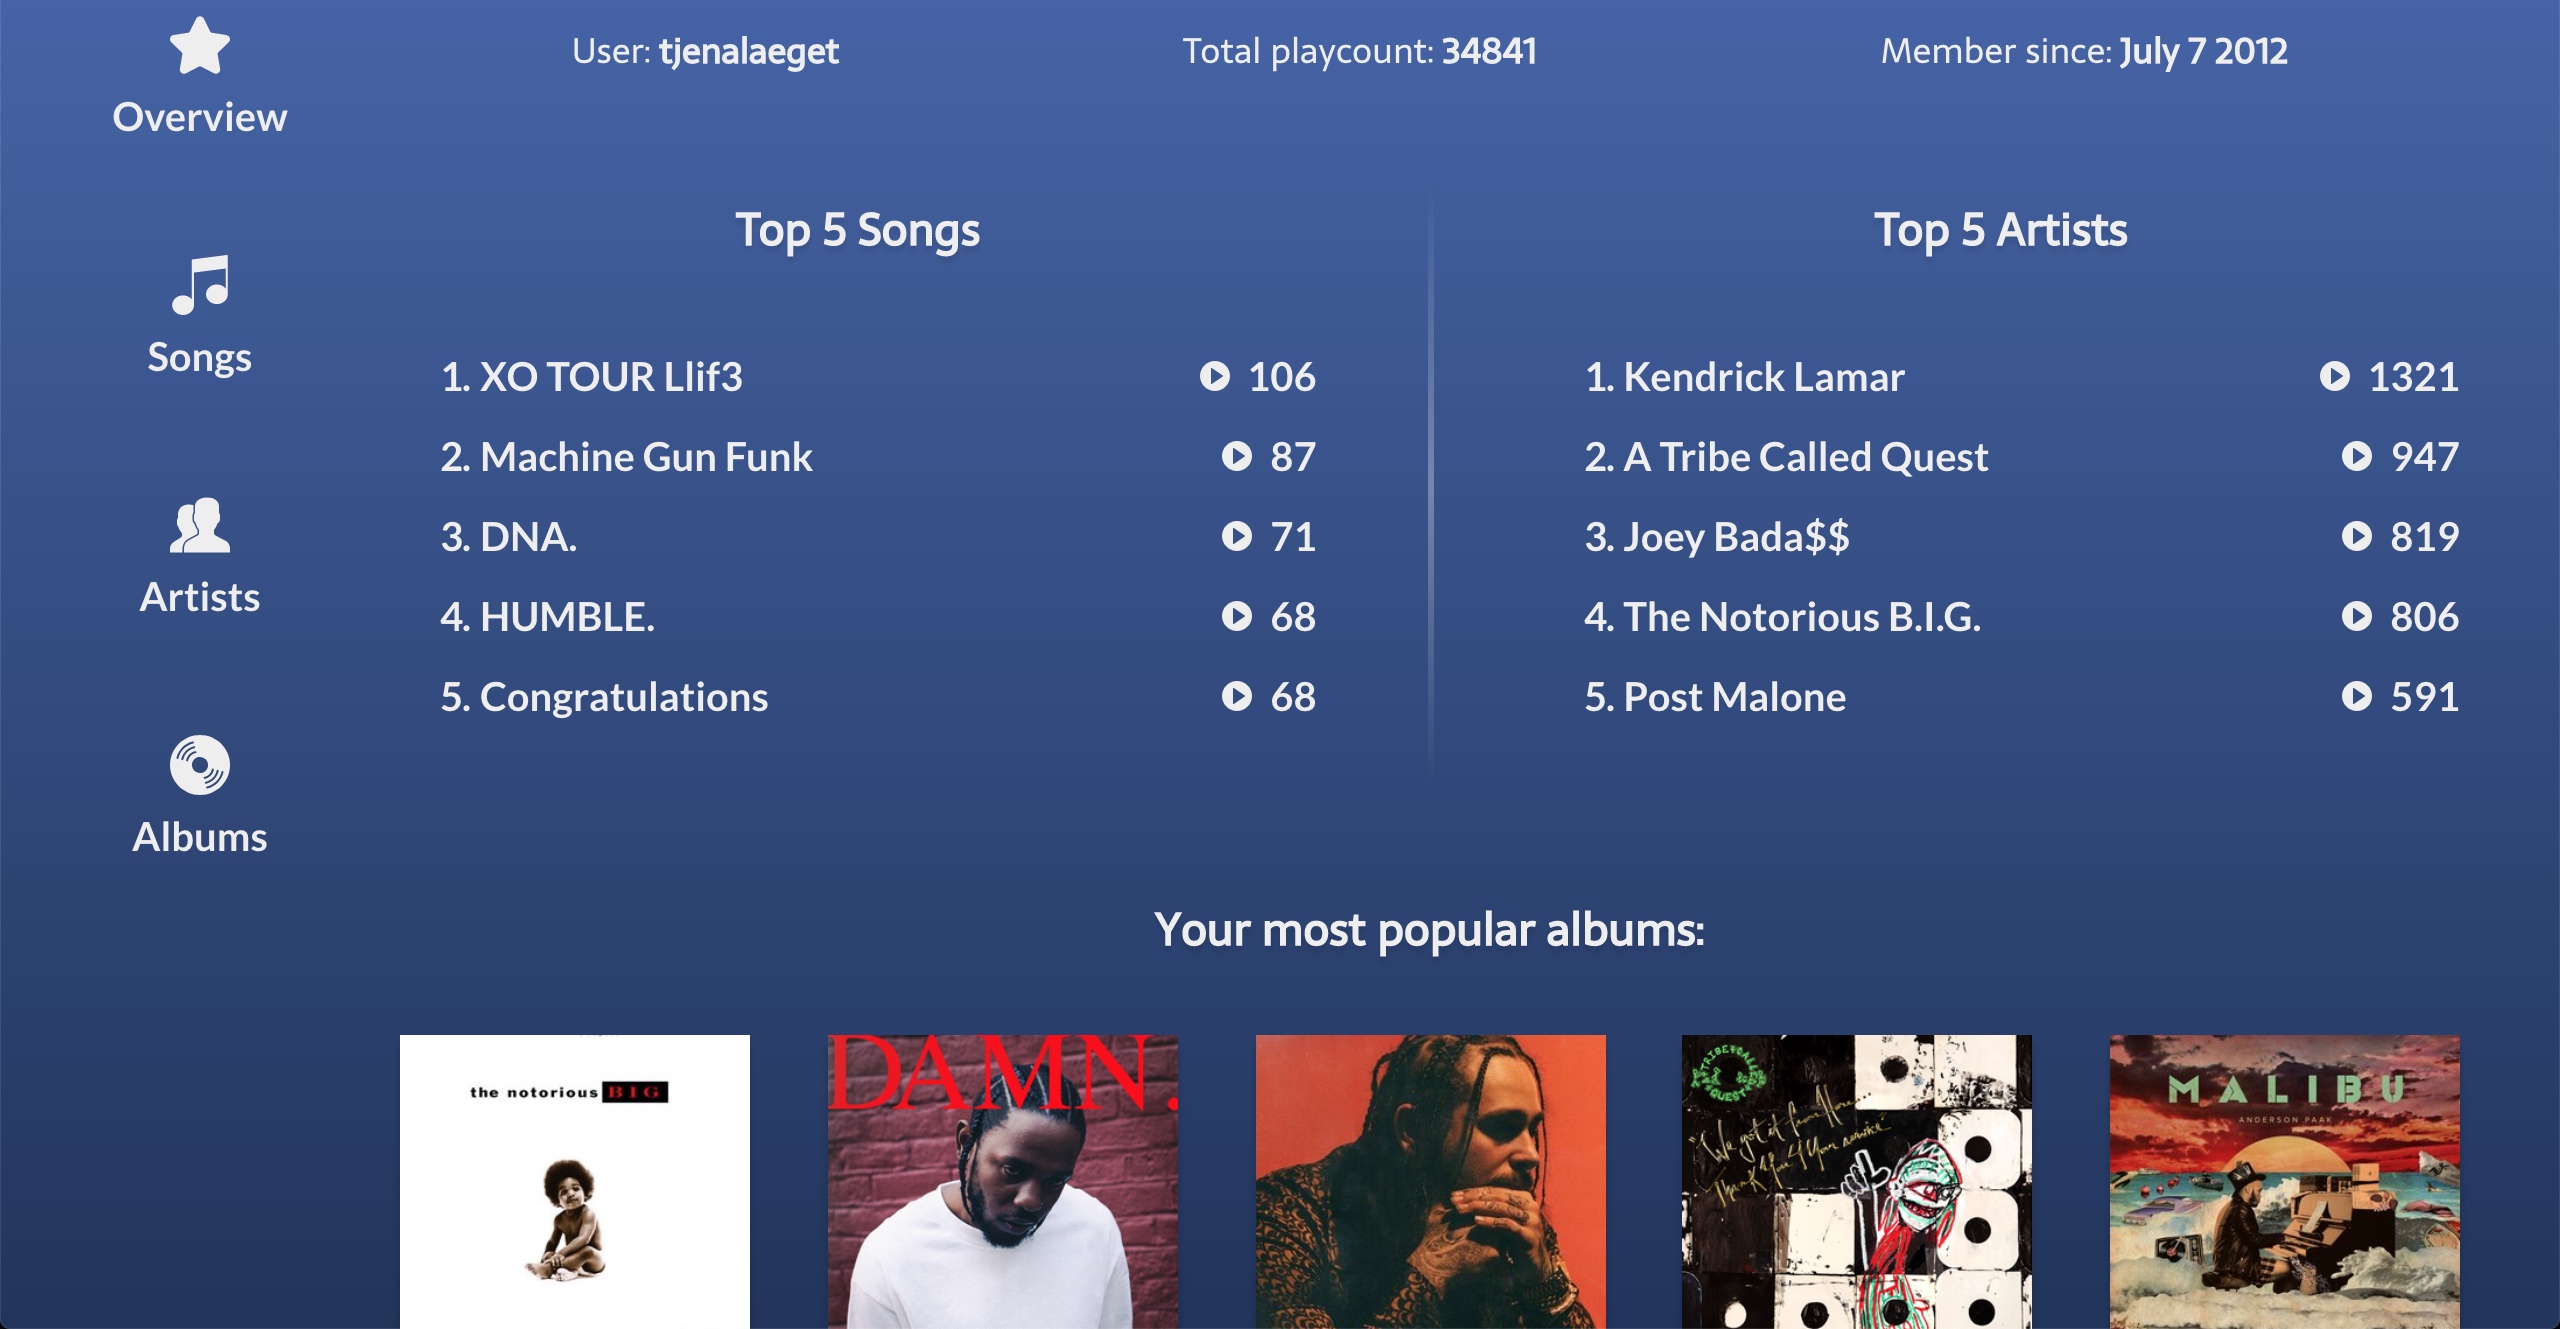 Overview
Songs
Artists
Albums
User: tjenalaeget
Total playcount: 34841
Member since: July 7 2012
Top 5 Songs
1. XO TOUR Llif3 106
2. Machine Gun Funk 87
3. DNA. 71
4. HUMBLE. 68
5. Congratulations 68
Top 5 Artists
1. Kendrick Lamar 1321
2. A Tribe Called Quest 947
3. Joey Bada$$ 819
4. The Notorious B.I.G. 806
5. Post Malone 591
Your most popular albums:
the notorious BIG
DAMN.
A TRIBE CALLED QUEST
"We got it from Here...
Thank You 4 Your service
MALIBU
ANDERSON PAAK